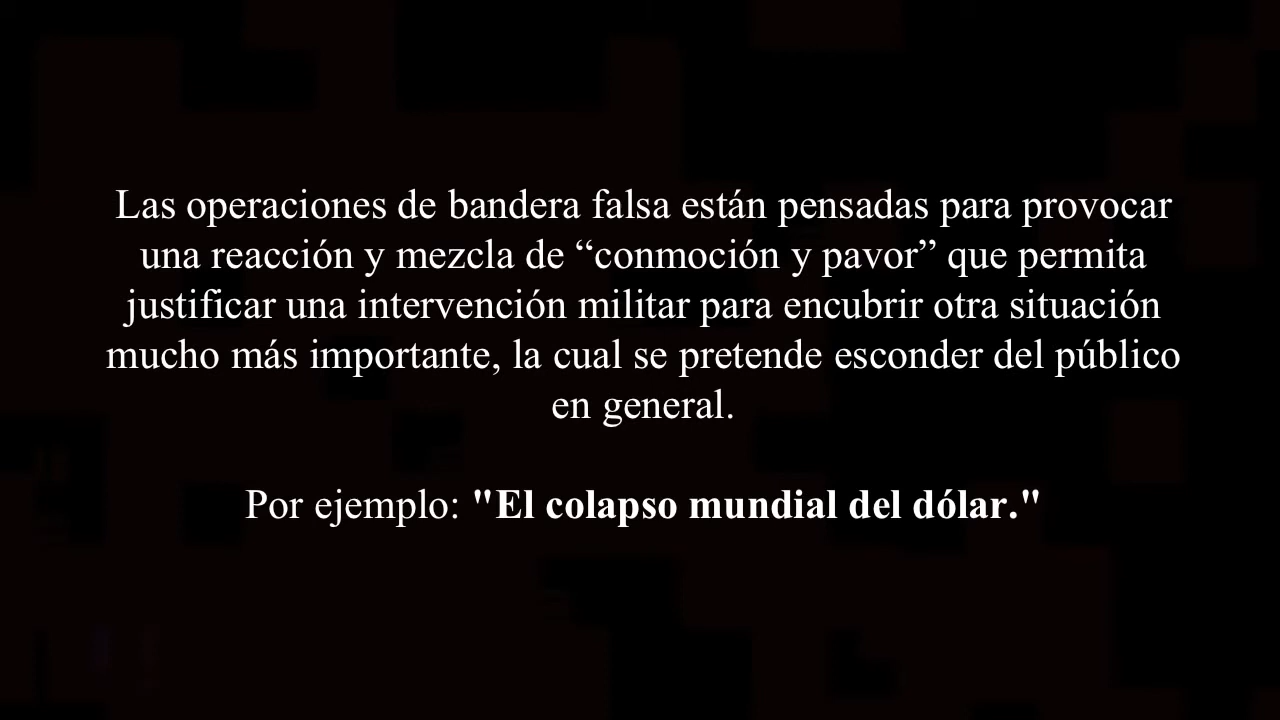 Las operaciones de bandera falsa están pensadas para provocar
una reacción y mezcla de “conmoción y pavor” que permita
justificar una intervención militar para encubrir otra situación
mucho más importante, la cual se pretende esconder del público
en general.
Por ejemplo: "El colapso mundial del dólar."